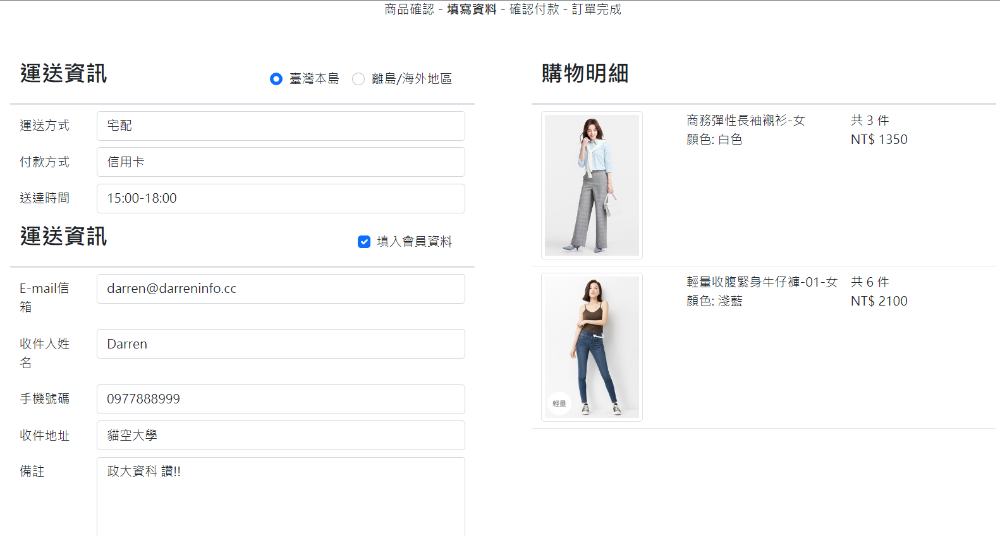 商品確認 - 填寫資料 - 確認付款 - 訂單完成
運送資訊
臺灣本島 離島/海外地區
運送方式 宅配
付款方式 信用卡
送達時間 15:00-18:00
運送資訊
填入會員資料
E-mail信
箱
darren@darreninfo.cc
收件人姓
名
Darren
手機號碼 0977888999
收件地址 貓空大學
備註 政大資科 讚!!
購物明細
商務彈性長袖襯衫-女 共 3 件
顏色: 白色 NT$ 1350
輕量收腹緊身牛仔褲-01-女 共 6 件
顏色: 淺藍 NT$ 2100
輕量